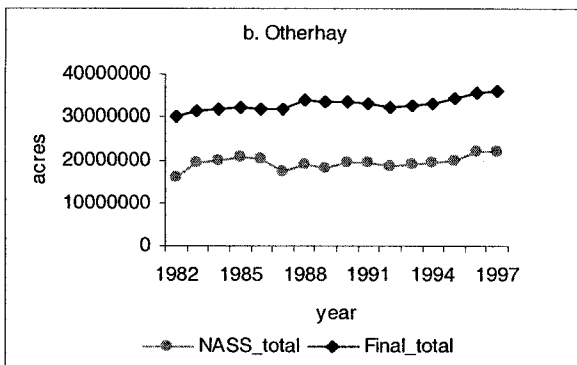 b. Otherhay
40000000
30000000
20000000
10000000
0
acres
1982 1985 1988 1991 1994 1997
year
NASS_total Final_total